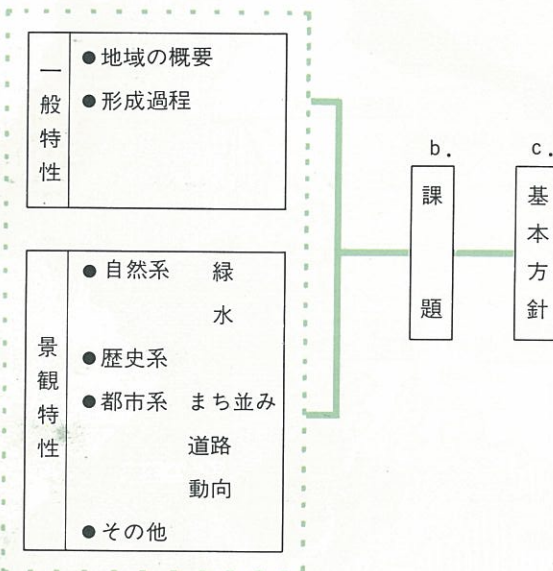 一般特性
●地域の概要
●形成過程
景観特性
●自然系 緑
水
●歴史系
●都市系 まち並み
道路
動向
●その他
b.
課題
c.
基本方針